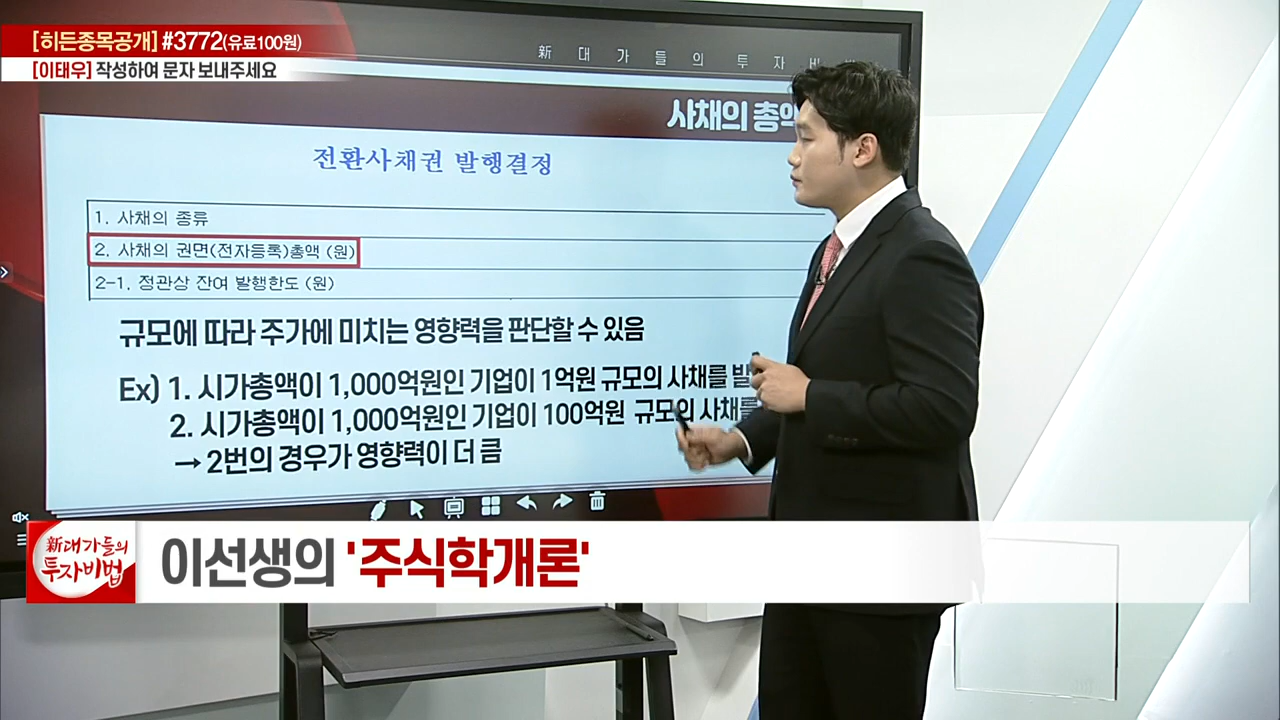 [히든종목공개] #3772(유료100원)
[이태우] 작성하여 문자 보내주세요
新 대 가 들 의 투 자 비
사채의 총액
전환사채권 발행결정
1. 사채의 종류
2. 사채의 권면(전자등록)총액 (원)
2-1. 정관상 잔여 발행한도 (원)
규모에 따라 주가에 미치는 영향력을 판단할 수 있음
Ex) 1. 시가총액이 1,000억원인 기업이 1억원 규모의 사채를 발
2. 시가총액이 1,000억원인 기업이 100억원 규모의 사채를
→ 2번의 경우가 영향력이 더 큼
新대가들의
투자비법
이선생의 '주식학개론'